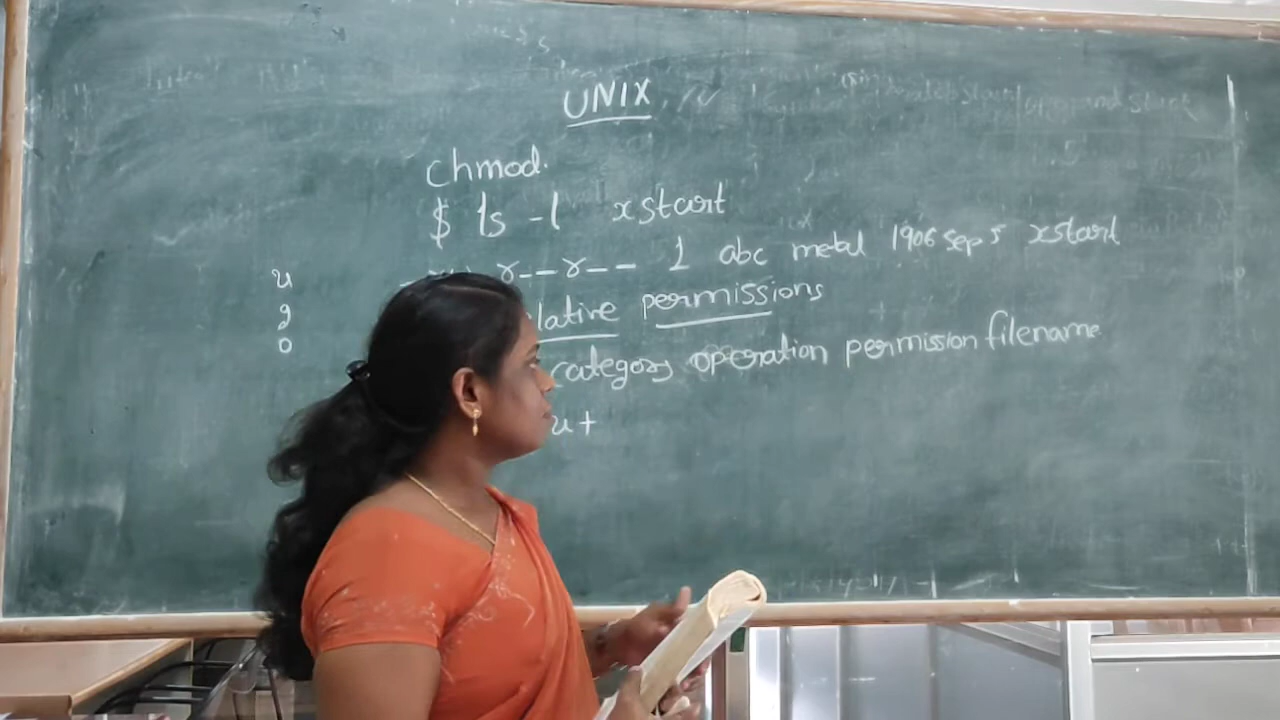 UNIX
chmod.
$ ls -l xstart
r--r-- 1 abc metal 1906 sep 5 xstart
u
g
o
lative permissions
category operation permission filename
u+